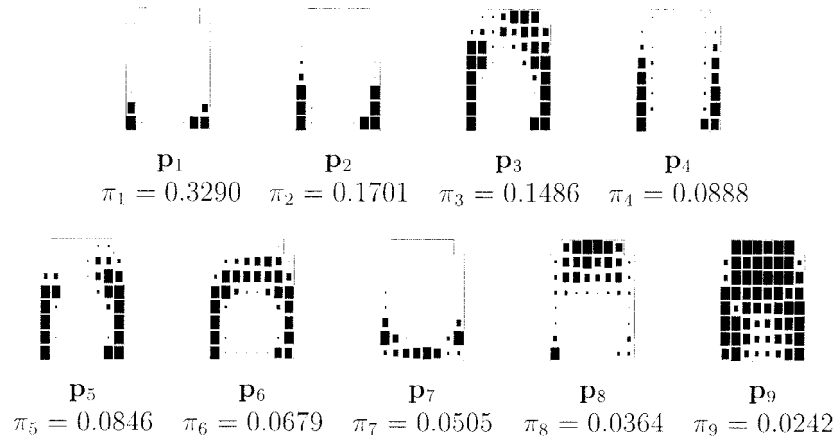 p₁ p₂ p₃ p₄
π₁ = 0.3290 π₂ = 0.1701 π₃ = 0.1486 π₄ = 0.0888
p₅ p₆ p₇ p₈ p₉
π₅ = 0.0846 π₆ = 0.0679 π₇ = 0.0505 π₈ = 0.0364 π₉ = 0.0242